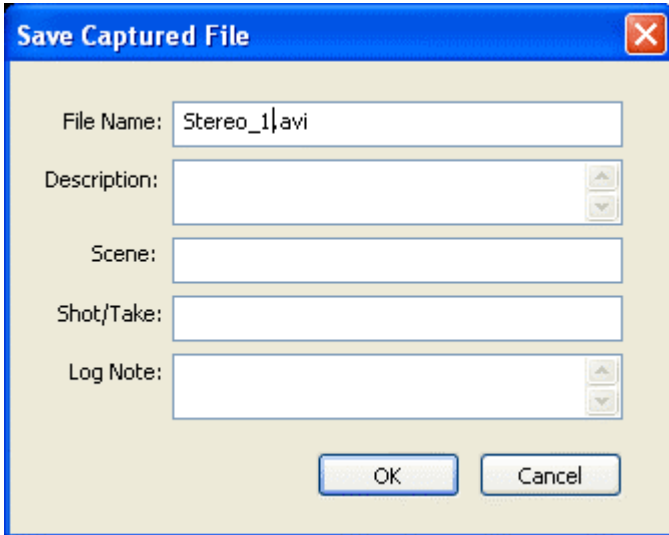 Save Captured File
File Name: Stereo_1.avi
Description:
Scene:
Shot/Take:
Log Note:
OK Cancel